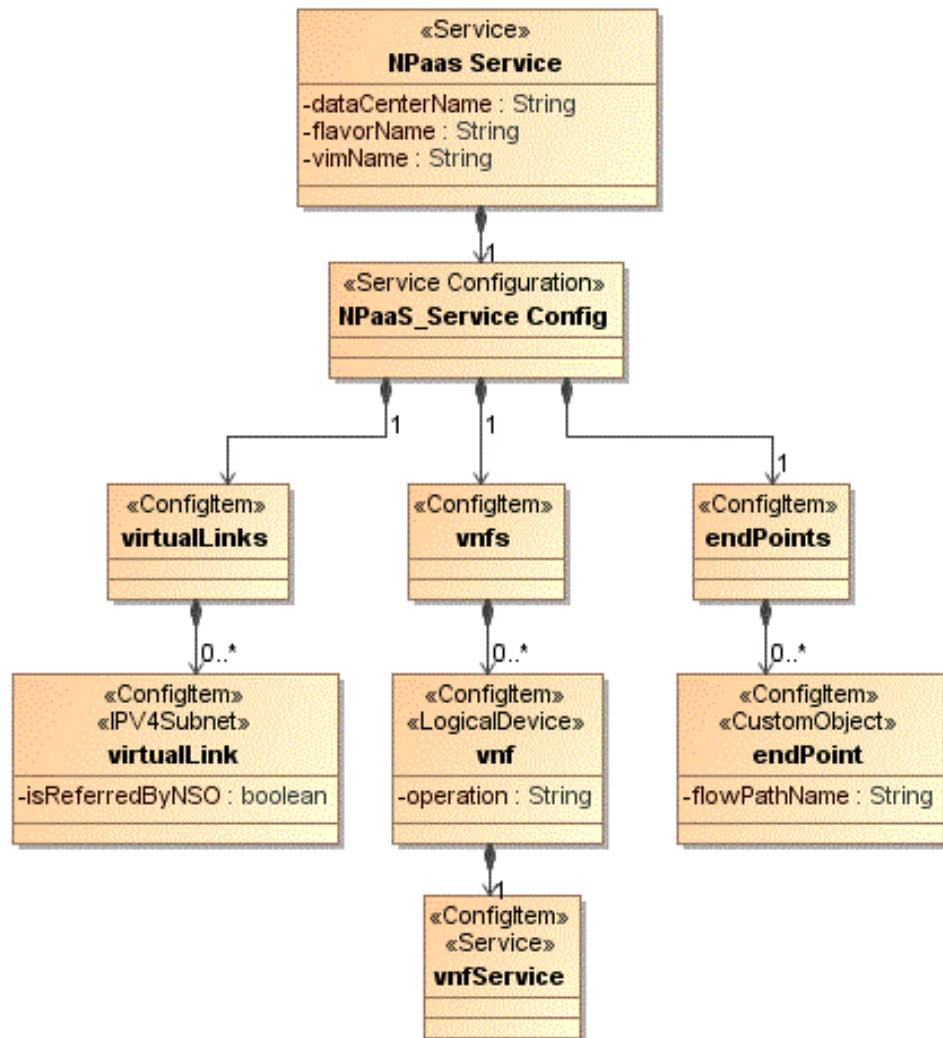 «Service»
NPaas Service
-dataCenterName : String
-flavorName : String
-vimName : String
1
«Service Configuration»
NPaaS_Service Config
1
1
1
«ConfigItem»
virtualLinks
«ConfigItem»
vnfs
«ConfigItem»
endPoints
0..*
0..*
0..*
«ConfigItem»
«IPV4Subnet»
virtualLink
-isReferredByNSO : boolean
«ConfigItem»
«LogicalDevice»
vnf
-operation : String
«ConfigItem»
«CustomObject»
endPoint
-flowPathName : String
1
«ConfigItem»
«Service»
vnfService